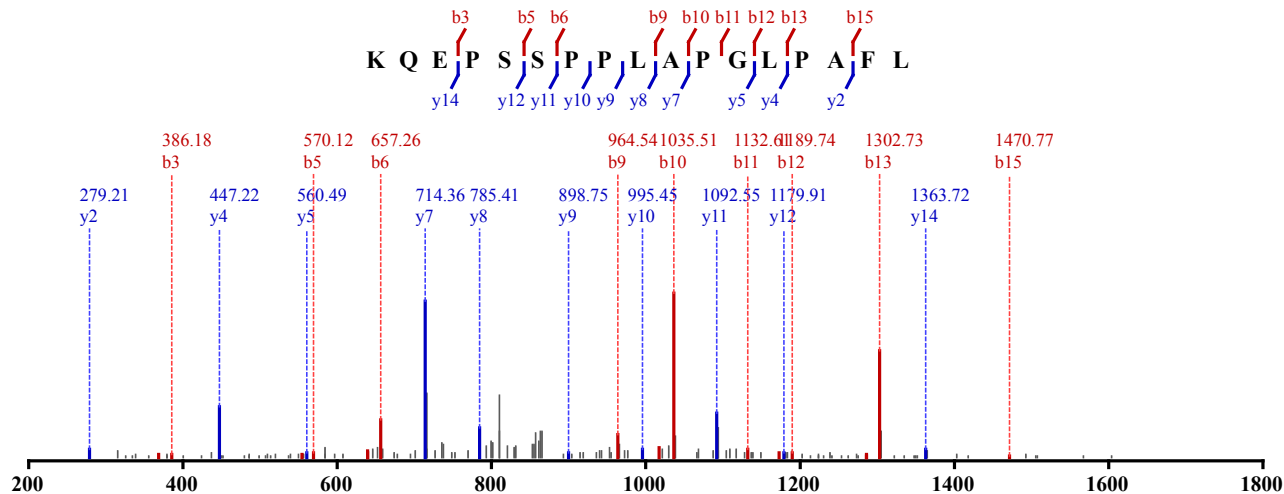 b3 b5 b6 b9 b10 b11 b12 b13 b15
K Q E P S S P P L A P G L P A F L
y14 y12 y11 y10 y9 y8 y7 y5 y4 y2
386.18 570.12 657.26 964.54 1035.51 1132.61 1189.74 1302.73 1470.77
b3 b5 b6 b9 b10 b11 b12 b13 b15
279.21 447.22 560.49 714.36 785.41 898.75 995.45 1092.55 1179.91 1363.72
y2 y4 y5 y7 y8 y9 y10 y11 y12 y14
200 400 600 800 1000 1200 1400 1600 1800